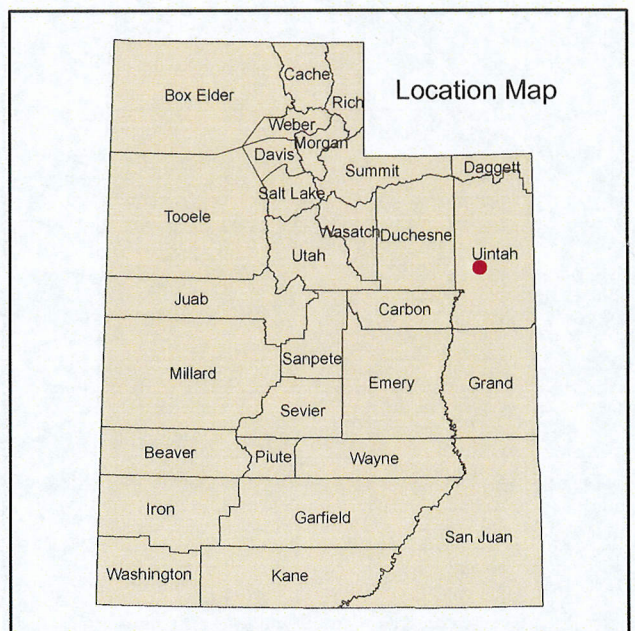 Location Map
Cache
Box Elder
Rich
Weber
Morgan
Davis
Summit
Daggett
Salt Lake
Tooele
Wasatch
Duchesne
Utah
Uintah
Juab
Carbon
Sanpete
Millard
Emery
Grand
Sevier
Beaver
Piute
Wayne
Iron
Garfield
San Juan
Washington
Kane